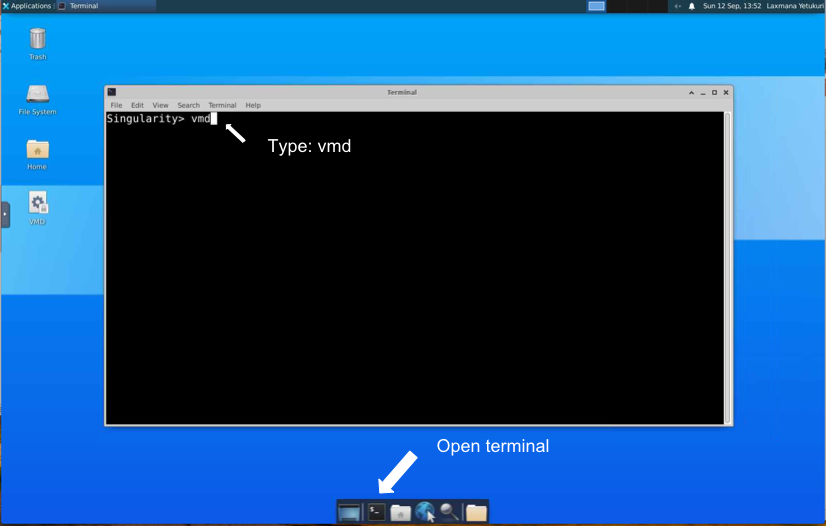 Applications Terminal Sun 12 Sep, 13:52 Laxmana Yetukuri
Trash
File System
Home
VMD
Terminal
File Edit View Search Terminal Help
Singularity> vmd
Type: vmd
Open terminal